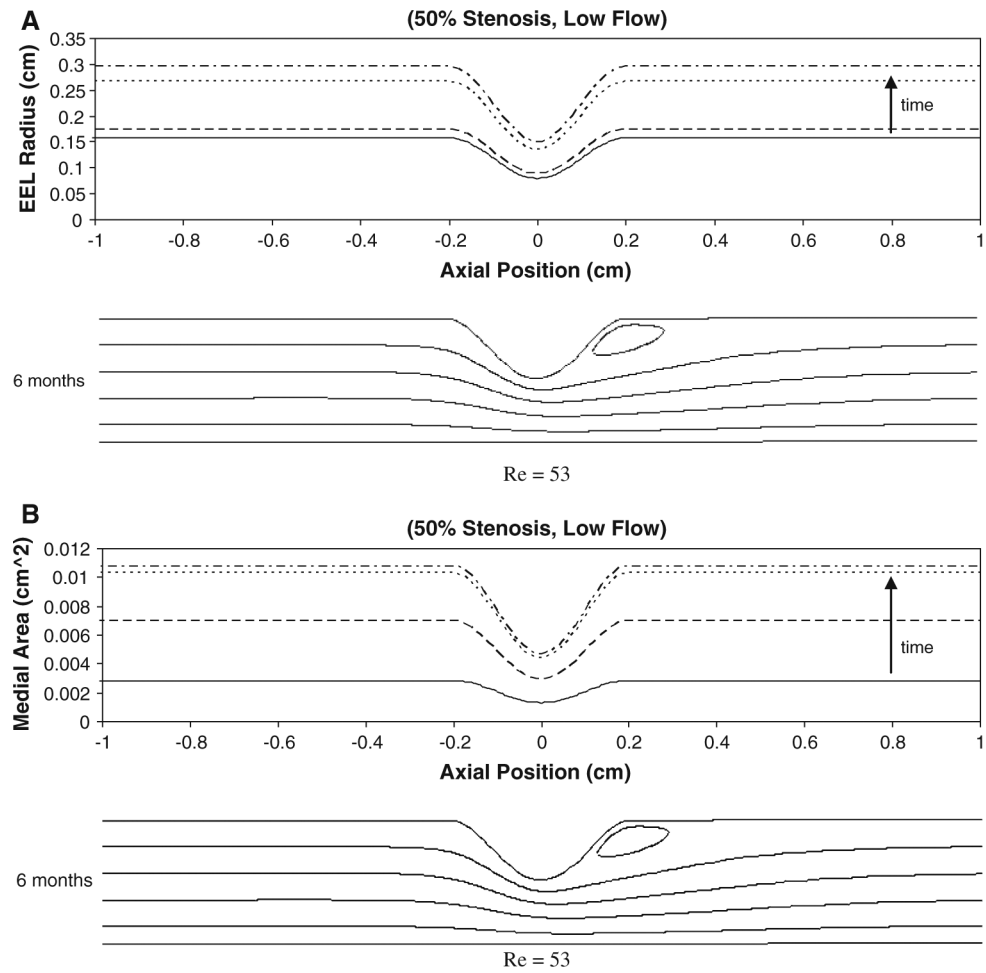 A
(50% Stenosis, Low Flow)
EEL Radius (cm)
0.35
0.3
0.25
0.2
0.15
0.1
0.05
0
time
-1 -0.8 -0.6 -0.4 -0.2 0 0.2 0.4 0.6 0.8 1
Axial Position (cm)
6 months
Re = 53
B
(50% Stenosis, Low Flow)
Medial Area (cm^2)
0.012
0.01
0.008
0.006
0.004
0.002
0
time
-1 -0.8 -0.6 -0.4 -0.2 0 0.2 0.4 0.6 0.8 1
Axial Position (cm)
6 months
Re = 53